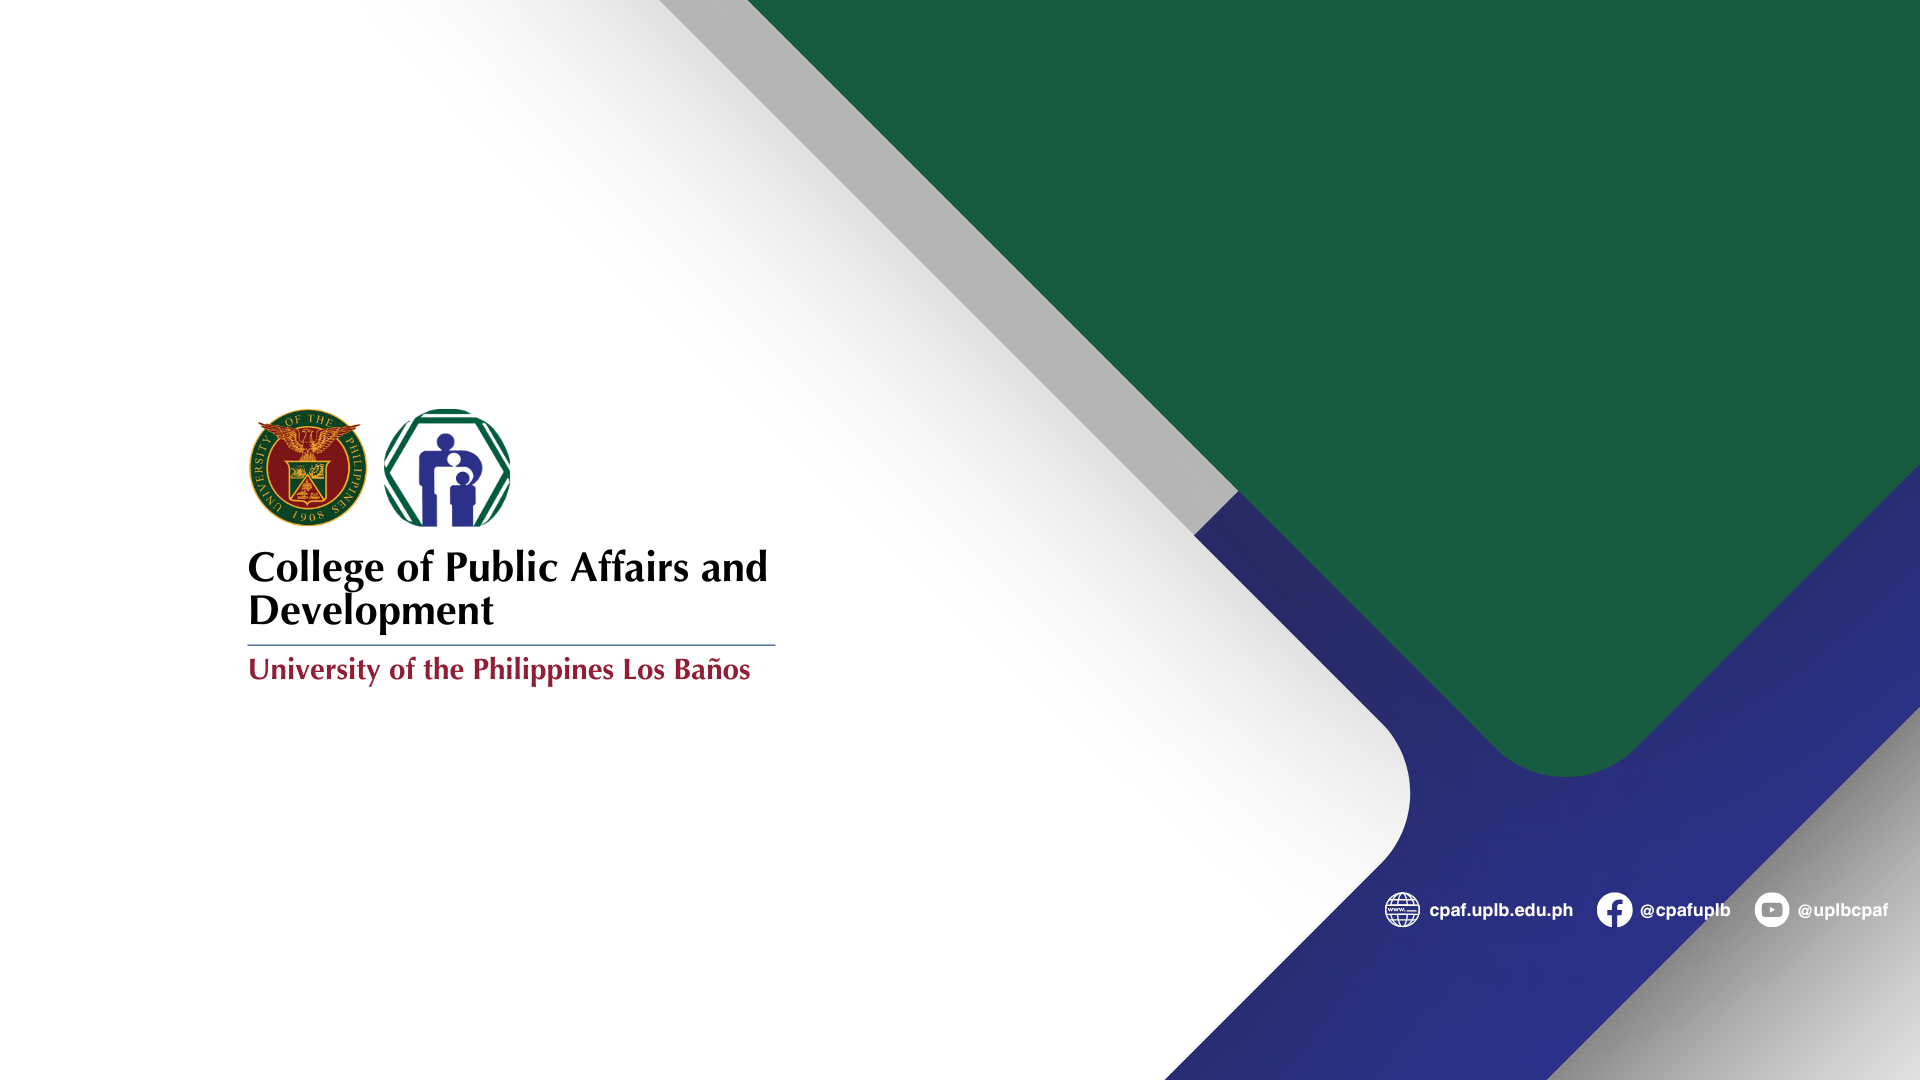 UNIVERSITY OF THE PHILIPPINES
1908
College of Public Affairs and
Development
University of the Philippines Los Baños
www.
cpaf.uplb.edu.ph
@cpafuplb
@uplbcpaf